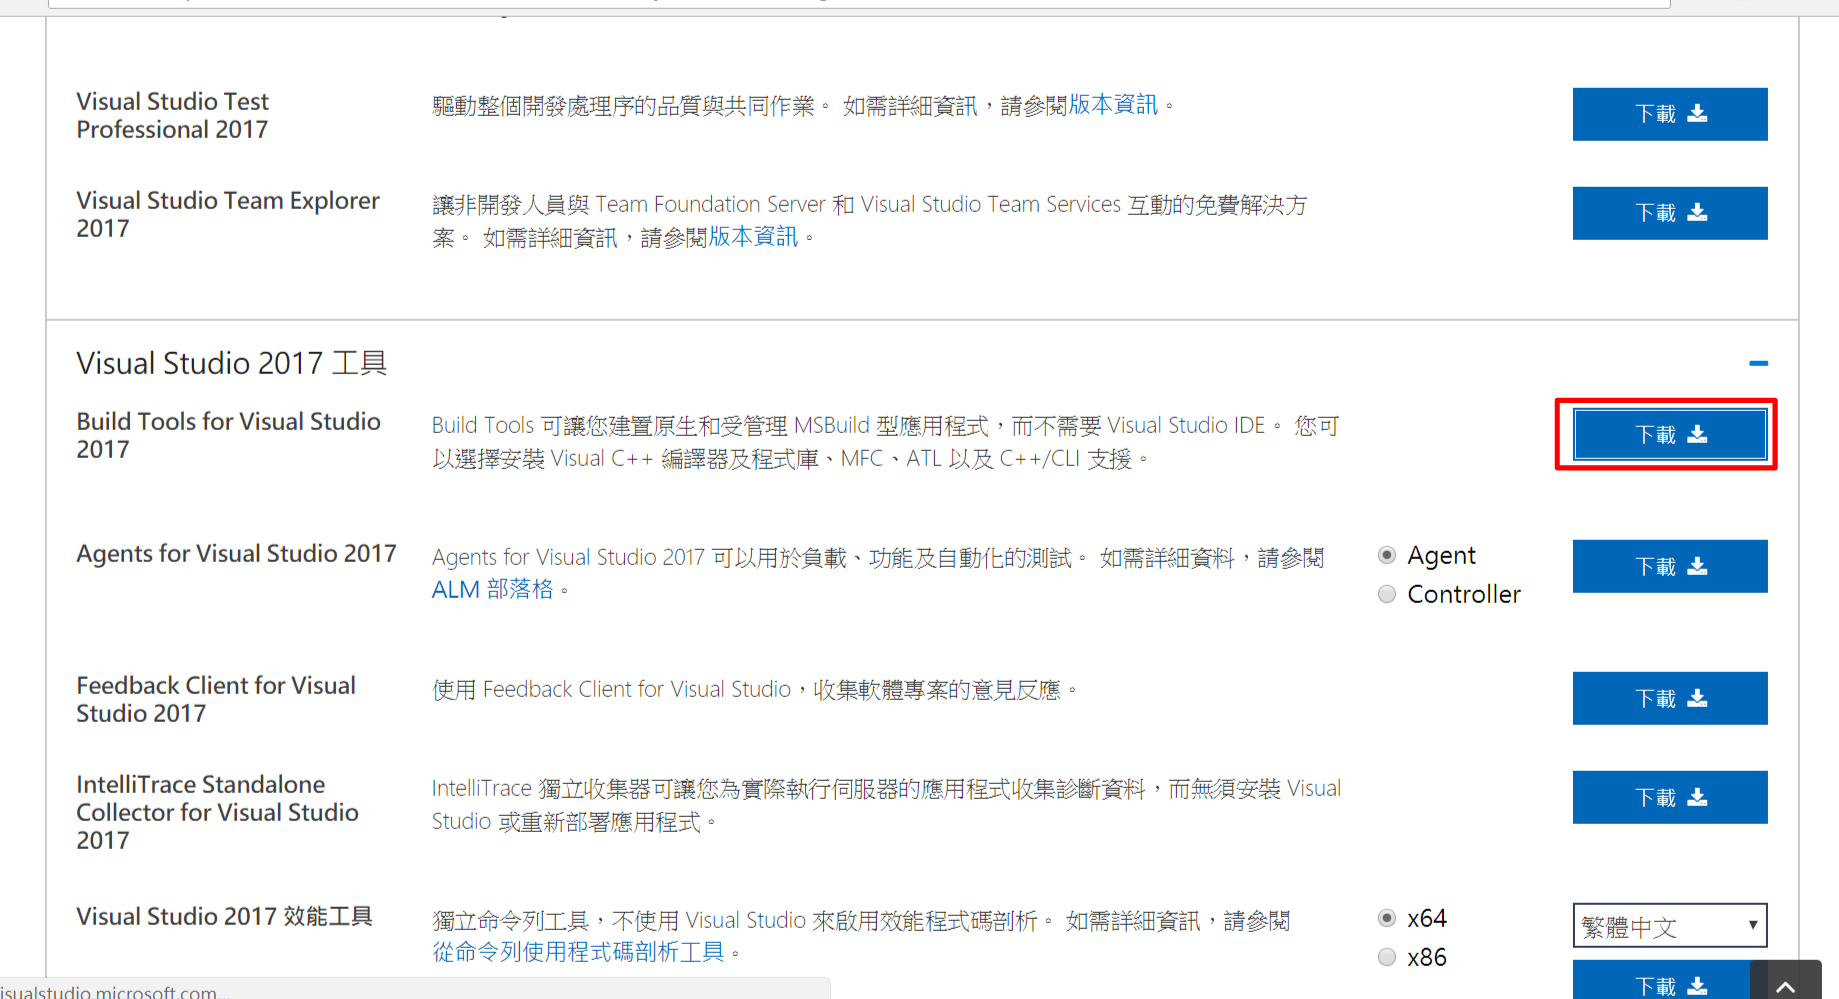 Visual Studio Test
Professional 2017
驅動整個開發處理序的品質與共同作業。 如需詳細資訊，請參閱版本資訊。
下載
Visual Studio Team Explorer
2017
讓非開發人員與 Team Foundation Server 和 Visual Studio Team Services 互動的免費解決方
案。 如需詳細資訊，請參閱版本資訊。
下載
Visual Studio 2017 工具
Build Tools for Visual Studio
2017
Build Tools 可讓您建置原生和受管理 MSBuild 型應用程式，而不需要 Visual Studio IDE。 您可
以選擇安裝 Visual C++ 編譯器及程式庫、MFC、ATL 以及 C++/CLI 支援。
下載
Agents for Visual Studio 2017
Agents for Visual Studio 2017 可以用於負載、功能及自動化的測試。 如需詳細資料，請參閱
ALM 部落格。
Agent
Controller
下載
Feedback Client for Visual
Studio 2017
使用 Feedback Client for Visual Studio，收集軟體專案的意見反應。
下載
IntelliTrace Standalone
Collector for Visual Studio
2017
IntelliTrace 獨立收集器可讓您為實際執行伺服器的應用程式收集診斷資料，而無須安裝 Visual
Studio 或重新部署應用程式。
下載
Visual Studio 2017 效能工具
獨立命令列工具，不使用 Visual Studio 來啟用效能程式碼剖析。 如需詳細資訊，請參閱
從命令列使用程式碼剖析工具。
x64
x86
繁體中文
下載
isualstudio.microsoft.com...